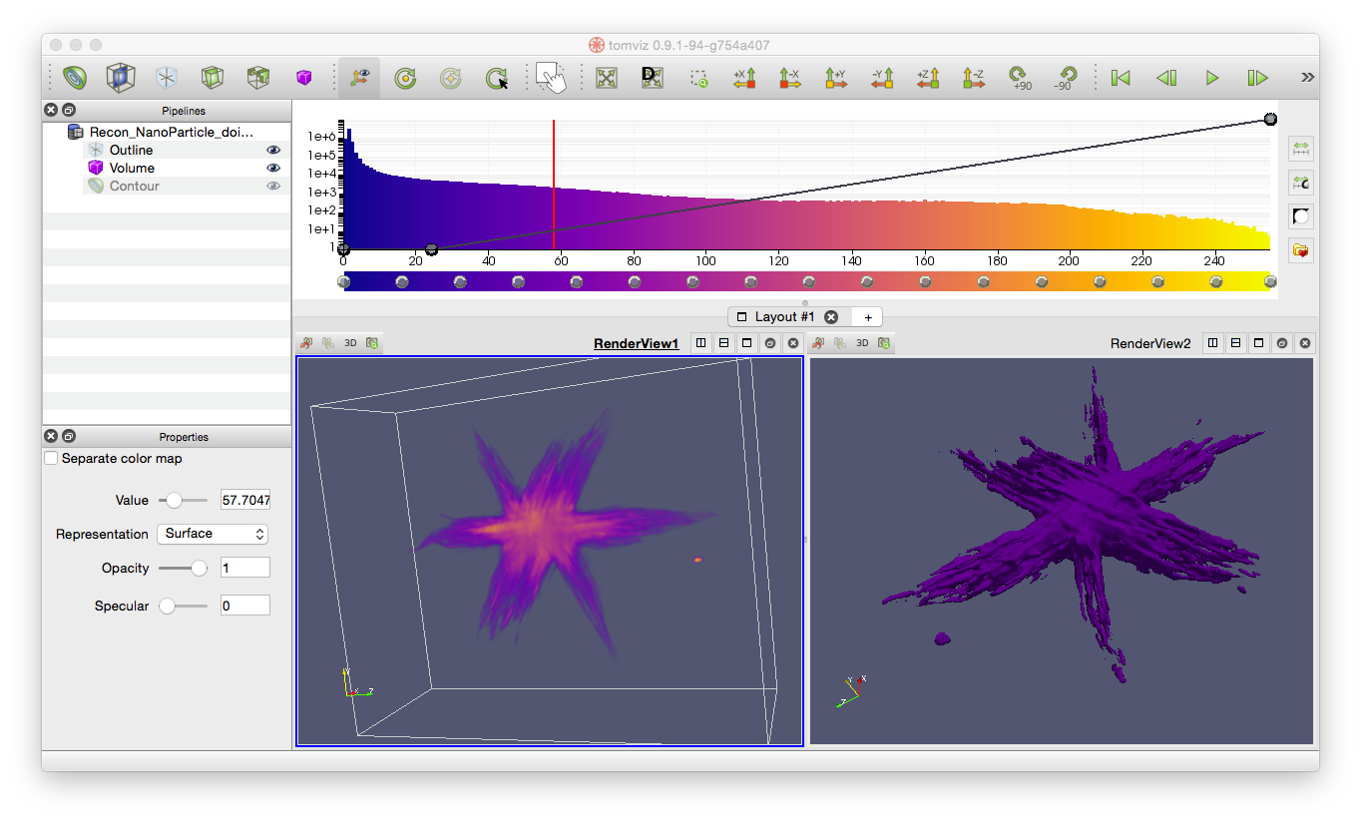 tomviz 0.9.1-94-g754a407
D
+X
-X
+Y
-Y
+Z
-Z
+90
-90
»
Pipelines
Recon_NanoParticle_doi...
Outline
Volume
Contour
1e+6
1e+5
1e+4
1e+3
1e+2
1e+1
1
0 20 40 60 80 100 120 140 160 180 200 220 240
C
Layout #1
+
3D
RenderView1
3D
RenderView2
Properties
Separate color map
Value 57.7047
Representation Surface
Opacity 1
Specular 0
Y
X
Z
Y
X
Z